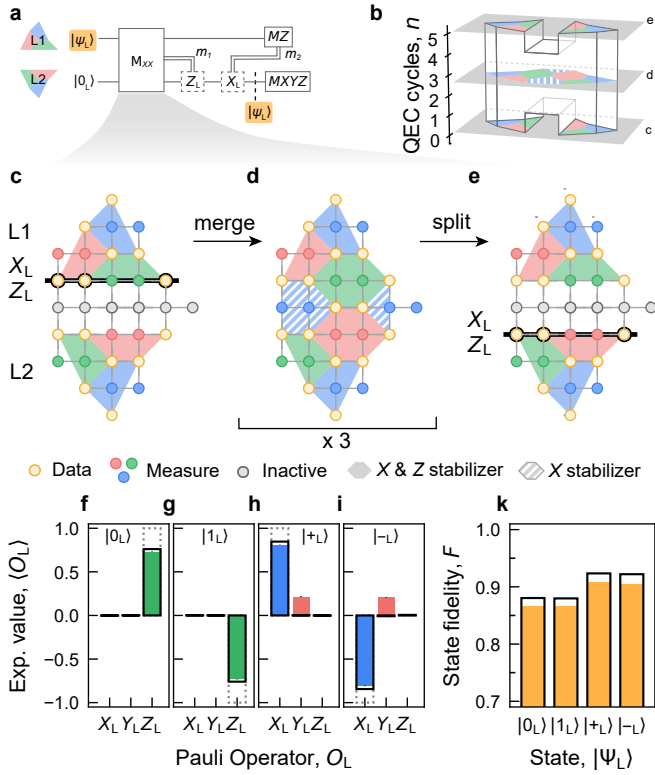 a
L1
|ψL⟩
MXX
m1
MZ
m2
L2
|0L⟩
ZL
XL
MXYZ
|ψL⟩
b
QEC cycles, n
5
4
3
2
1
0
e
d
c
c
d
e
L1
merge
split
XL
ZL
XL
ZL
L2
x 3
Data
Measure
Inactive
X & Z stabilizer
X stabilizer
f
g
h
i
k
Exp. value, ⟨OL⟩
1.0
0.5
0.0
−0.5
−1.0
|0L⟩
|1L⟩
|+L⟩
|−L⟩
XL YL ZL
XL YL ZL
XL YL ZL
XL YL ZL
Pauli Operator, OL
State fidelity, F
1.0
0.9
0.8
0.7
|0L⟩ |1L⟩ |+L⟩ |−L⟩
State, |ΨL⟩